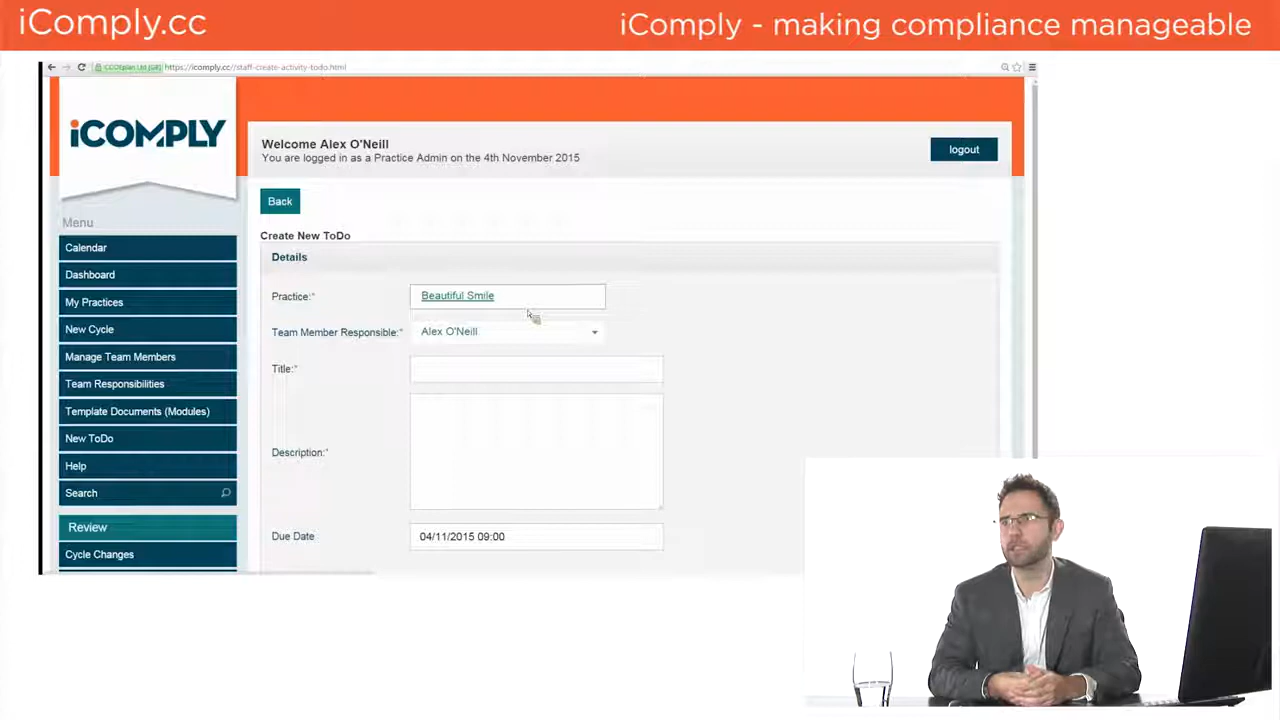 iComply.cc
iComply - making compliance manageable
CODEplan Ltd [GB] https://icomply.cc//staff-create-activity-todo.html
iCOMPLY
Welcome Alex O'Neill
You are logged in as a Practice Admin on the 4th November 2015
logout
Back
Menu
Calendar
Dashboard
My Practices
New Cycle
Manage Team Members
Team Responsibilities
Template Documents (Modules)
New ToDo
Help
Search
Review
Cycle Changes
Create New ToDo
Details
Practice:*
Beautiful Smile
Team Member Responsible:*
Alex O'Neill
Title:*
Description:*
Due Date
04/11/2015 09:00